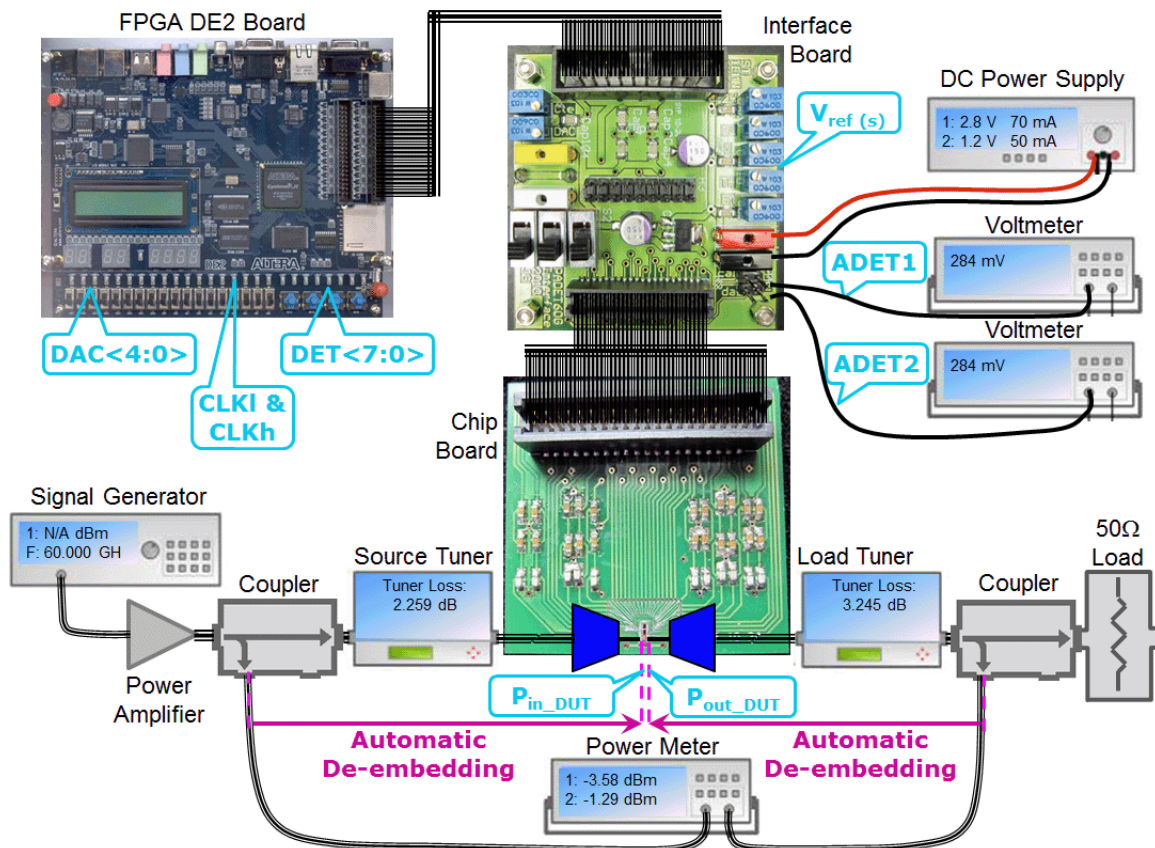 FPGA DE2 Board
Interface
Board
DC Power Supply
1: 2.8 V 70 mA
2: 1.2 V 50 mA
V ref (s)
Voltmeter
284 mV
ADET1
Voltmeter
284 mV
ADET2
ALTERA
DE2
DAC<4:0>
DET<7:0>
CLKl &
CLKh
Chip
Board
Signal Generator
1: N/A dBm
F: 60.000 GH
Coupler
Source Tuner
Tuner Loss:
2.259 dB
Load Tuner
Tuner Loss:
3.245 dB
Coupler
50Ω
Load
Power
Amplifier
Pin_DUT
Pout_DUT
Automatic
De-embedding
Automatic
De-embedding
Power Meter
1: -3.58 dBm
2: -1.29 dBm